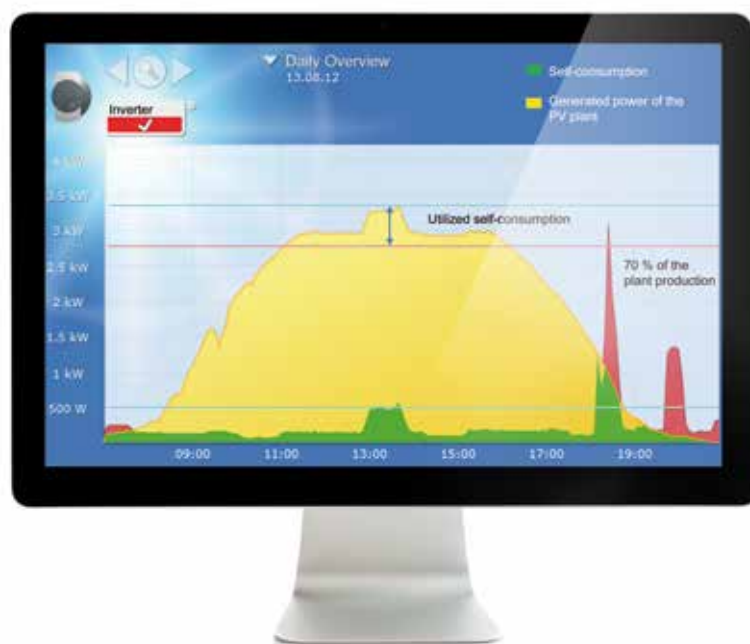 Daily Overview
13.08.12
Self-consumption
Generated power of the
PV plant
Inverter
4 kW
3.5 kW
3 kW
2.5 kW
2 kW
1.5 kW
1 kW
500 W
Utilized self-consumption
70 % of the
plant production
09:00
11:00
13:00
15:00
17:00
19:00